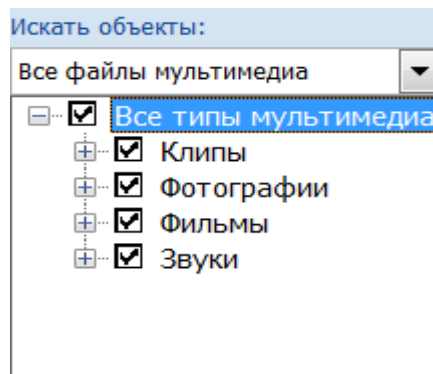 Искать объекты:
Все файлы мультимедиа
Все типы мультимедиа
Клипы
Фотографии
Фильмы
Звуки